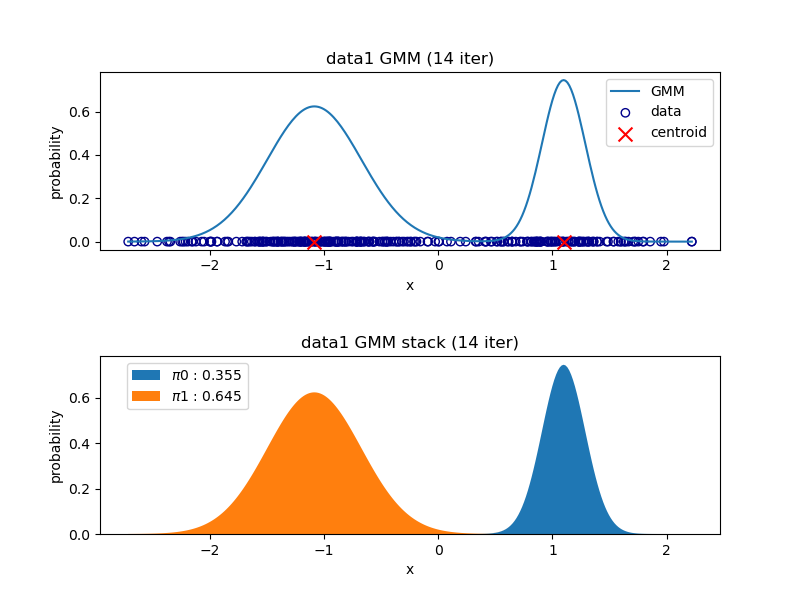 data1 GMM (14 iter)
probability
0.6
0.4
0.2
0.0
GMM
data
centroid
−2
−1
0
1
2
x
data1 GMM stack (14 iter)
probability
0.6
0.4
0.2
0.0
π0 : 0.355
π1 : 0.645
−2
−1
0
1
2
x